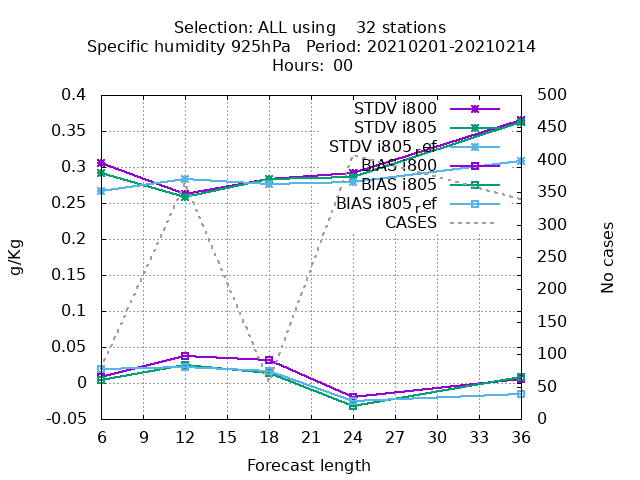 Selection: ALL using    32 stations
Specific humidity 925hPa   Period: 20210201-20210214
Hours:  00
0.4
0.35
0.3
0.25
0.2
0.15
0.1
0.05
0
-0.05
g/Kg
STDV i800
STDV i805
STDV i805_ref
BIAS i800
BIAS i805
BIAS i805_ref
CASES
500
450
400
350
300
250
200
150
100
50
0
No cases
6 9 12 15 18 21 24 27 30 33 36
Forecast length